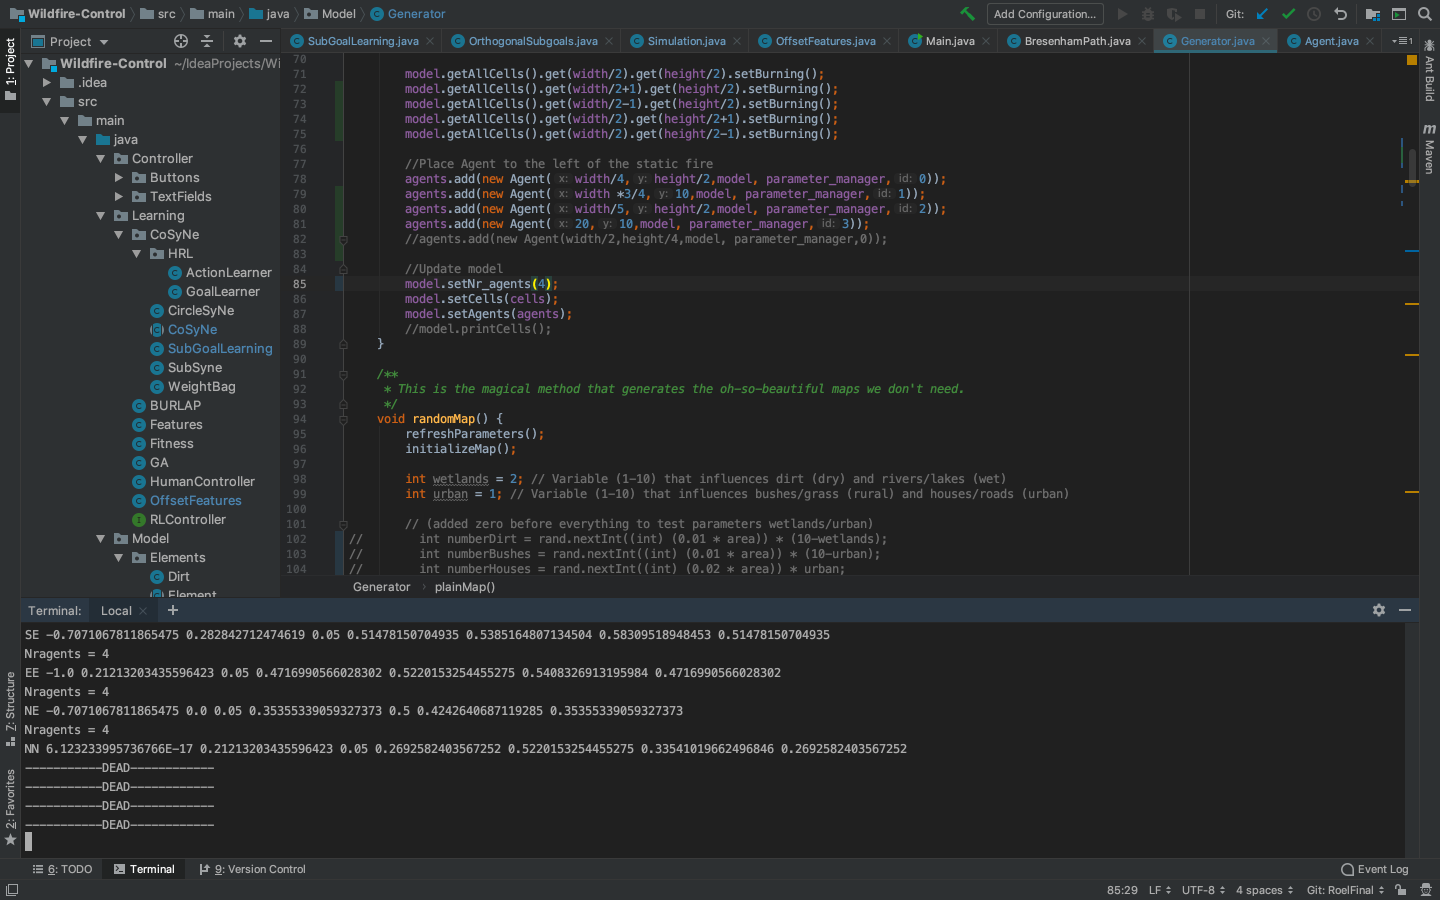 Wildfire-Control src main java Model Generator
Add Configuration...
Git:
1: Project
Project
Wildfire-Control ~/IdeaProjects/Wi
.idea
src
main
java
Controller
Buttons
TextFields
Learning
CoSyNe
HRL
ActionLearner
GoalLearner
CircleSyNe
CoSyNe
SubGoalLearning
SubSyne
WeightBag
BURLAP
Features
Fitness
GA
HumanController
OffsetFeatures
RLController
Model
Elements
Dirt
Element
SubGoalLearning.java OrthogonalSubgoals.java Simulation.java OffsetFeatures.java Main.java BresenhamPath.java Generator.java Agent.java
70
71 model.getAllCells().get(width/2).get(height/2).setBurning();
72 model.getAllCells().get(width/2+1).get(height/2).setBurning();
73 model.getAllCells().get(width/2-1).get(height/2).setBurning();
74 model.getAllCells().get(width/2).get(height/2+1).setBurning();
75 model.getAllCells().get(width/2).get(height/2-1).setBurning();
76
77 //Place Agent to the left of the static fire
78 agents.add(new Agent( x: width/4, y: height/2,model, parameter_manager, id: 0));
79 agents.add(new Agent( x: width *3/4, y: 10,model, parameter_manager, id: 1));
80 agents.add(new Agent( x: width/5, y: height/2,model, parameter_manager, id: 2));
81 agents.add(new Agent( x: 20, y: 10,model, parameter_manager, id: 3));
82 //agents.add(new Agent(width/2,height/4,model, parameter_manager,0));
83
84 //Update model
85 model.setNr_agents(4);
86 model.setCells(cells);
87 model.setAgents(agents);
88 //model.printCells();
89 }
90
91 /**
92 * This is the magical method that generates the oh-so-beautiful maps we don't need.
93 */
94 void randomMap() {
95 refreshParameters();
96 initializeMap();
97
98 int wetlands = 2; // Variable (1-10) that influences dirt (dry) and rivers/lakes (wet)
99 int urban = 1; // Variable (1-10) that influences bushes/grass (rural) and houses/roads (urban)
100
101 // (added zero before everything to test parameters wetlands/urban)
102 // int numberDirt = rand.nextInt((int) (0.01 * area)) * (10-wetlands);
103 // int numberBushes = rand.nextInt((int) (0.01 * area)) * (10-urban);
104 // int numberHouses = rand.nextInt((int) (0.02 * area)) * urban;
Generator plainMap()
Ant Build
m
Maven
Terminal: Local +
SE -0.7071067811865475 0.282842712474619 0.05 0.51478150704935 0.5385164807134504 0.58309518948453 0.51478150704935
Nragents = 4
EE -1.0 0.21213203435596423 0.05 0.4716990566028302 0.5220153254455275 0.5408326913195984 0.4716990566028302
Nragents = 4
NE -0.7071067811865475 0.0 0.05 0.35355339059327373 0.5 0.4242640687119285 0.35355339059327373
Nragents = 4
NN 6.123233995736766E-17 0.21213203435596423 0.05 0.2692582403567252 0.5220153254455275 0.33541019662496846 0.2692582403567252
-----------DEAD------------
-----------DEAD------------
-----------DEAD------------
-----------DEAD------------
7: Structure
2: Favorites
6: TODO Terminal 9: Version Control Event Log
85:29 LF UTF-8 4 spaces Git: RoelFinal